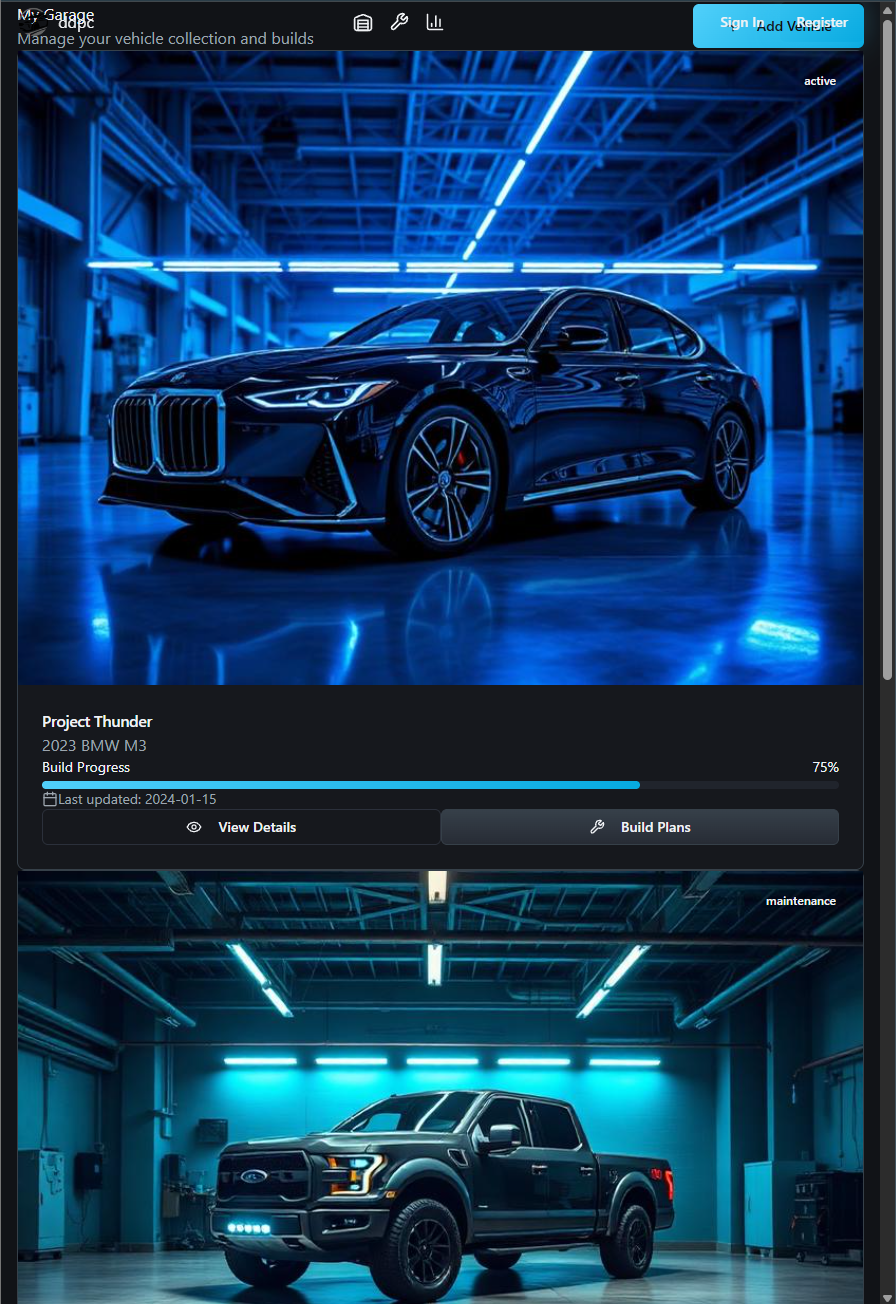 My Garage
ddpc
Manage your vehicle collection and builds
Sign In
Register
Add Vehicle
active
Project Thunder
2023 BMW M3
Build Progress
75%
Last updated: 2024-01-15
View Details
Build Plans
maintenance